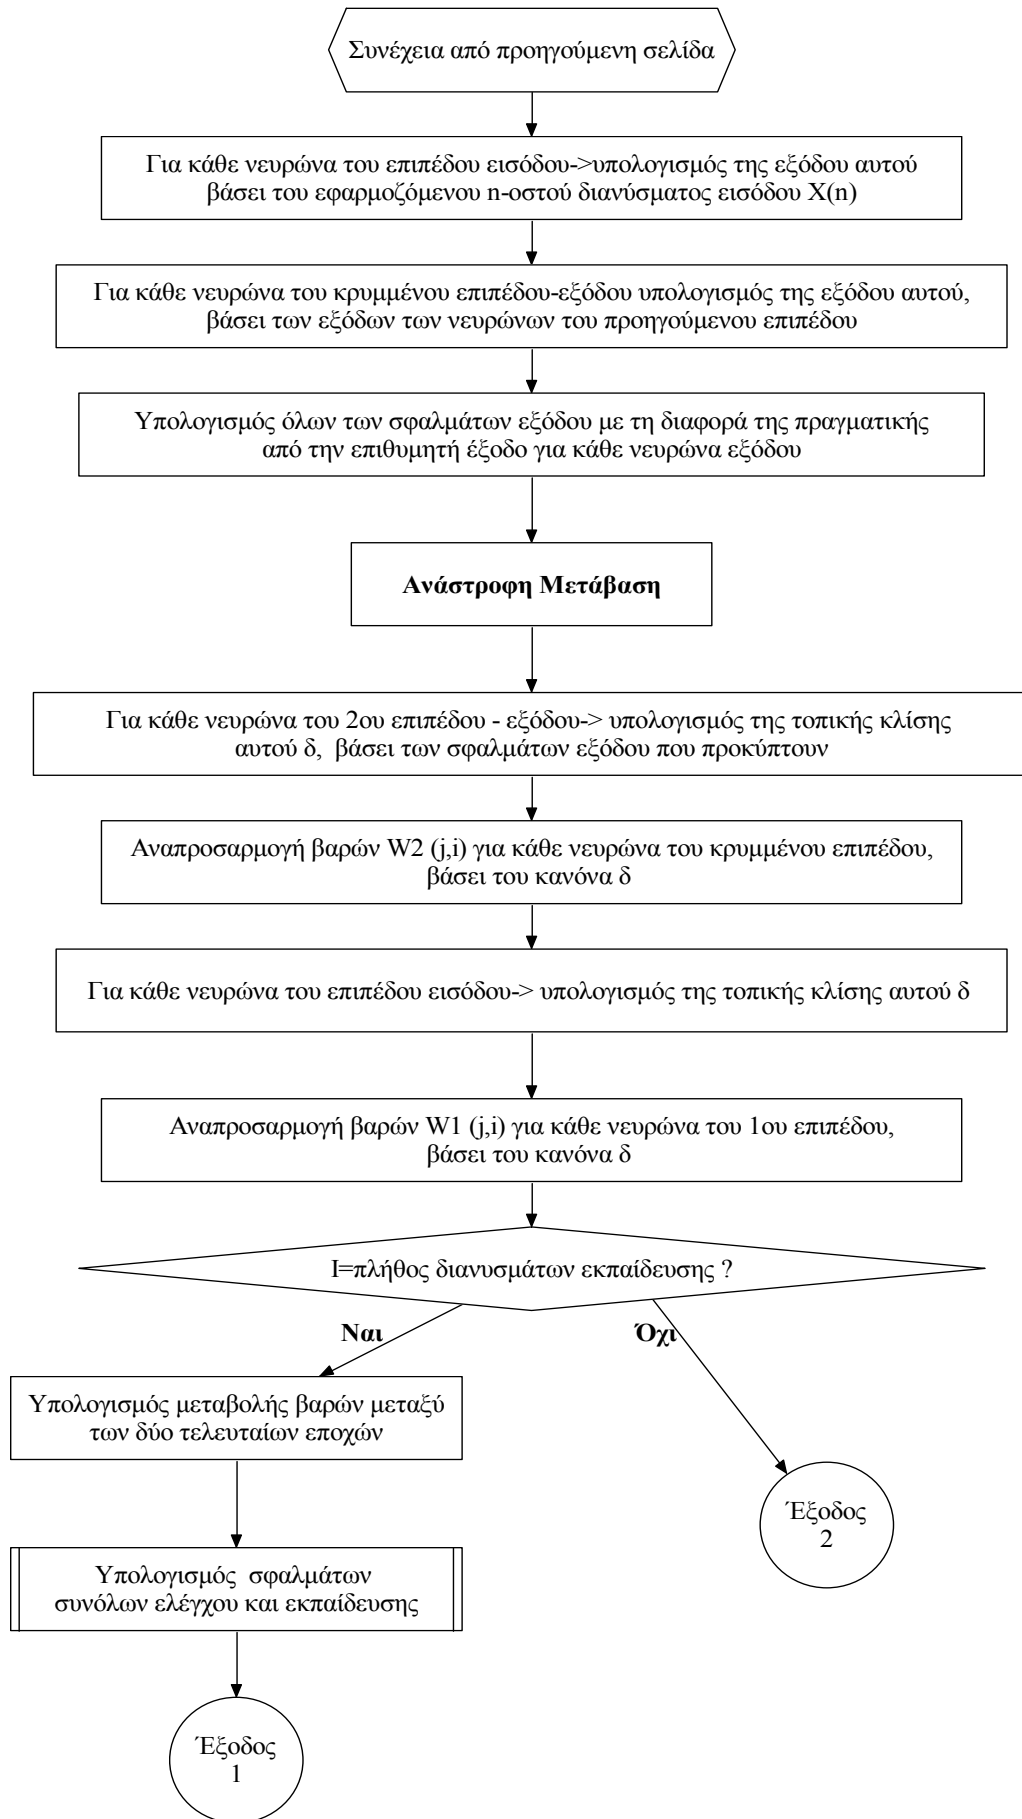 Συνέχεια από προηγούμενη σελίδα
Για κάθε νευρώνα του επιπέδου εισόδου->υπολογισμός της εξόδου αυτού
βάσει του εφαρμοζόμενου n-οστού διανύσματος εισόδου X(n)
Για κάθε νευρώνα του κρυμμένου επιπέδου-εξόδου υπολογισμός της εξόδου αυτού,
βάσει των εξόδων των νευρώνων του προηγούμενου επιπέδου
Υπολογισμός όλων των σφαλμάτων εξόδου με τη διαφορά της πραγματικής
από την επιθυμητή έξοδο για κάθε νευρώνα εξόδου
Ανάστροφη Μετάβαση
Για κάθε νευρώνα του 2ου επιπέδου - εξόδου-> υπολογισμός της τοπικής κλίσης
αυτού δ,  βάσει των σφαλμάτων εξόδου που προκύπτουν
Αναπροσαρμογή βαρών W2 (j,i) για κάθε νευρώνα του κρυμμένου επιπέδου,
βάσει του κανόνα δ
Για κάθε νευρώνα του επιπέδου εισόδου-> υπολογισμός της τοπικής κλίσης αυτού δ
Αναπροσαρμογή βαρών W1 (j,i) για κάθε νευρώνα του 1ου επιπέδου,
βάσει του κανόνα δ
I=πλήθος διανυσμάτων εκπαίδευσης ?
Ναι
Όχι
Υπολογισμός μεταβολής βαρών μεταξύ
των δύο τελευταίων εποχών
Έξοδος
2
Υπολογισμός  σφαλμάτων
συνόλων ελέγχου και εκπαίδευσης
Έξοδος
1